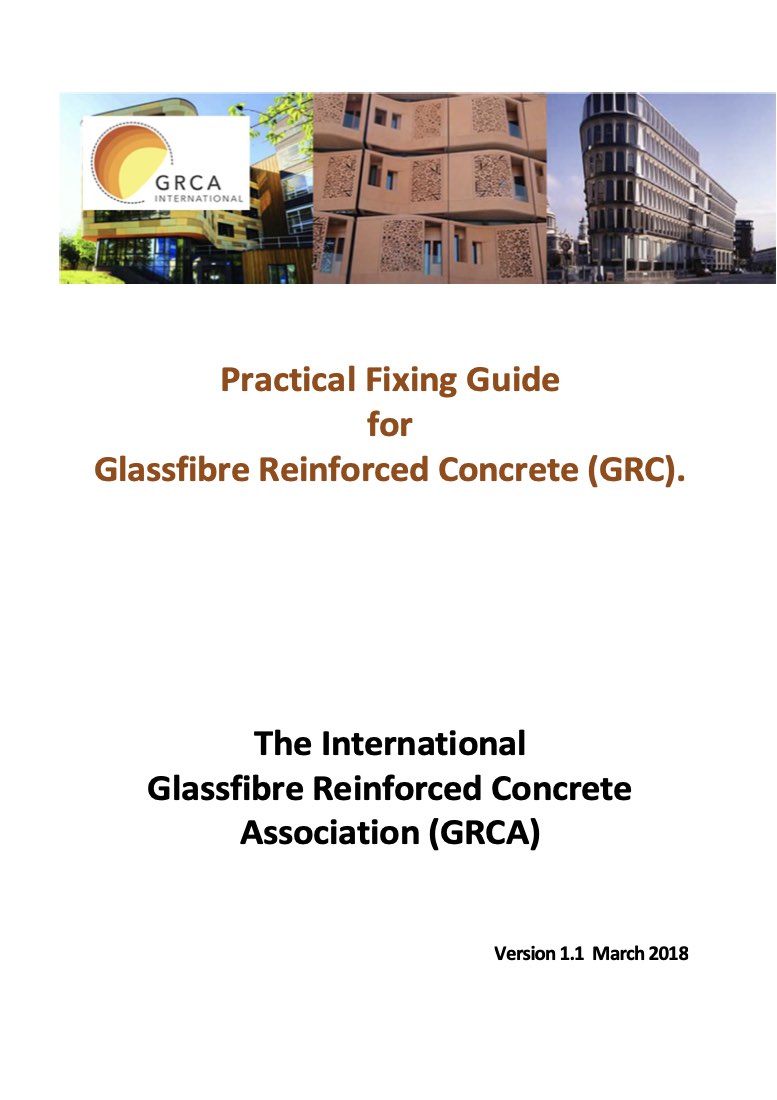 GRCA
INTERNATIONAL
Practical Fixing Guide
for
Glassfibre Reinforced Concrete (GRC).
The International
Glassfibre Reinforced Concrete
Association (GRCA)
Version 1.1 March 2018